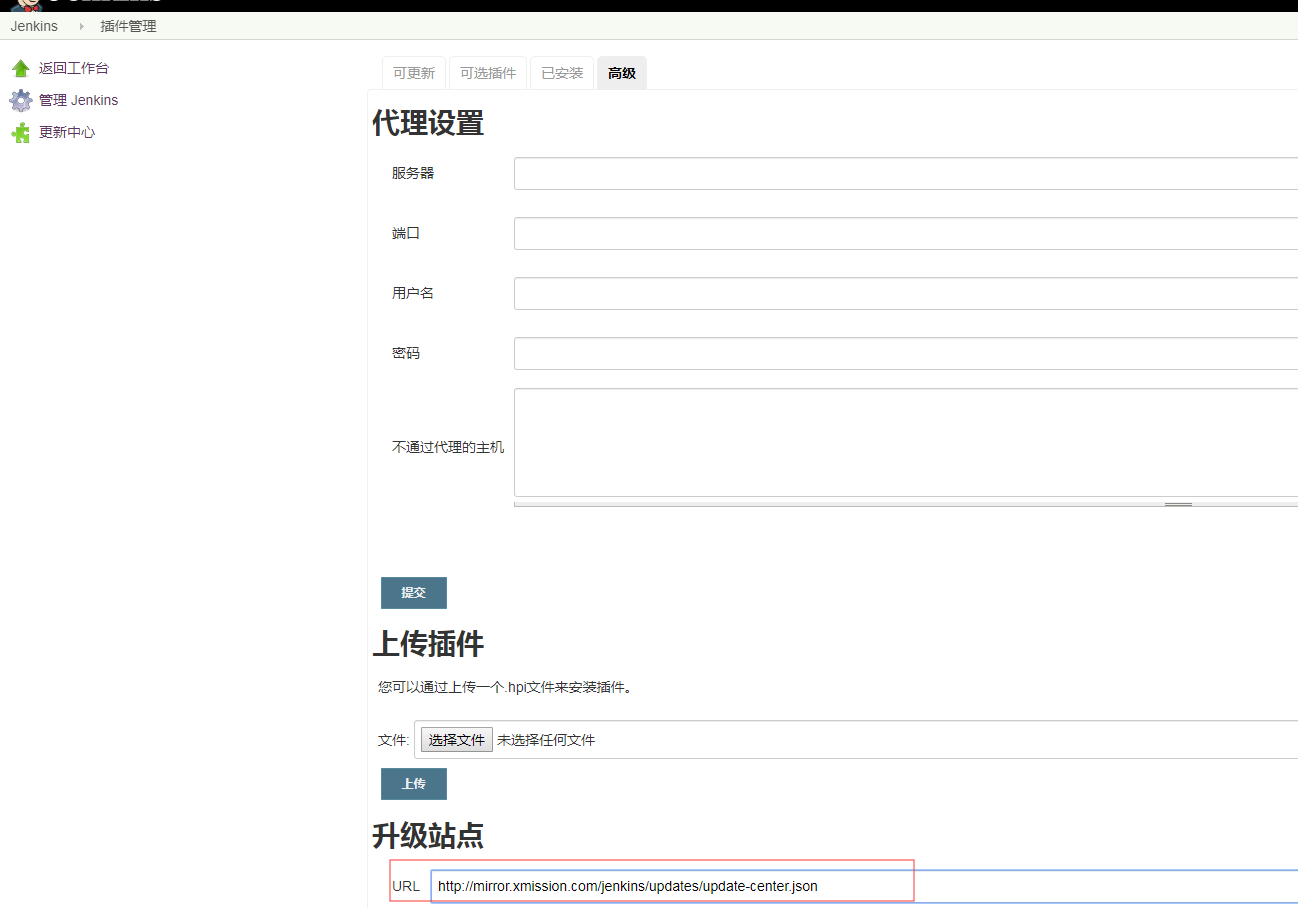 Jenkins 插件管理
返回工作台
管理 Jenkins
更新中心
可更新 可选插件 已安装 高级
代理设置
服务器
端口
用户名
密码
不通过代理的主机
提交
上传插件
您可以通过上传一个.hpi文件来安装插件。
文件: 选择文件 未选择任何文件
上传
升级站点
URL http://mirror.xmission.com/jenkins/updates/update-center.json